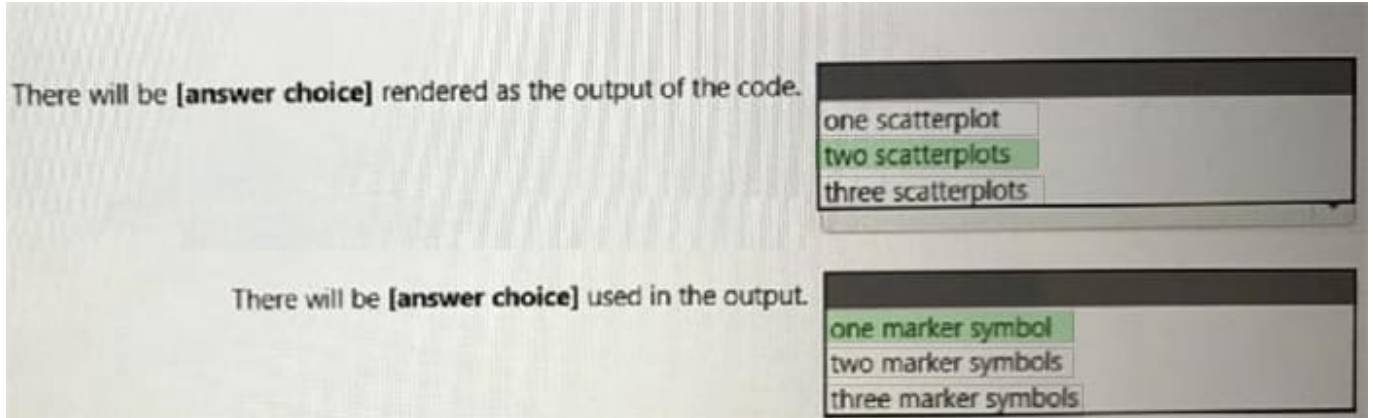 There will be [answer choice] rendered as the output of the code.
one scatterplot
two scatterplots
three scatterplots
There will be [answer choice] used in the output.
one marker symbol
two marker symbols
three marker symbols